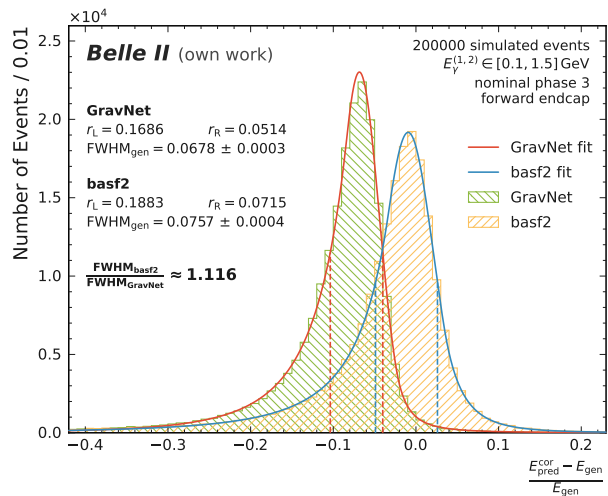 ×10⁴
Belle II (own work)
200000 simulated events
E_γ^(1,2) ∈ [0.1, 1.5] GeV
nominal phase 3
forward endcap
GravNet
r_L = 0.1686 r_R = 0.0514
FWHM_gen = 0.0678 ± 0.0003
basf2
r_L = 0.1883 r_R = 0.0715
FWHM_gen = 0.0757 ± 0.0004
FWHM_basf2 / FWHM_GravNet ≈ 1.116
GravNet fit
basf2 fit
GravNet
basf2
Number of Events / 0.01
2.5
2.0
1.5
1.0
0.5
0.0
−0.4 −0.3 −0.2 −0.1 0.0 0.1 0.2
E_pred^cor − E_gen
E_gen